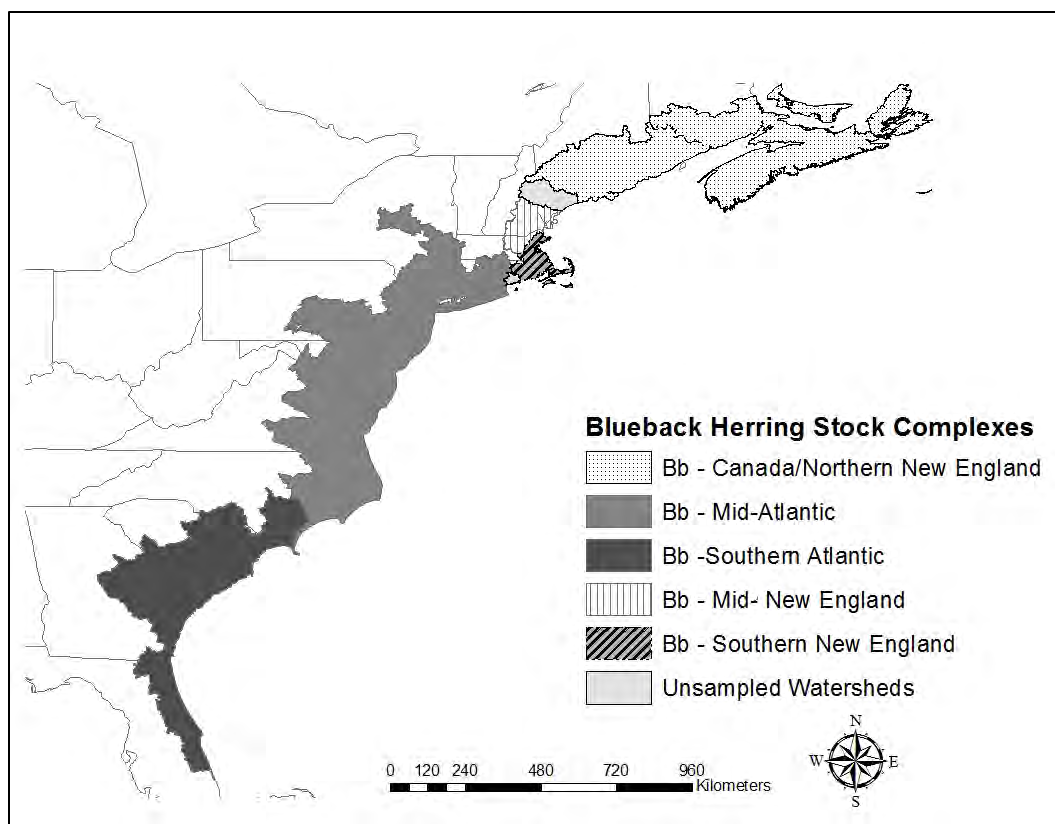 Blueback Herring Stock Complexes
Bb - Canada/Northern New England
Bb - Mid-Atlantic
Bb -Southern Atlantic
Bb - Mid- New England
Bb - Southern New England
Unsampled Watersheds
N
W E
S
0 120 240 480 720 960
Kilometers